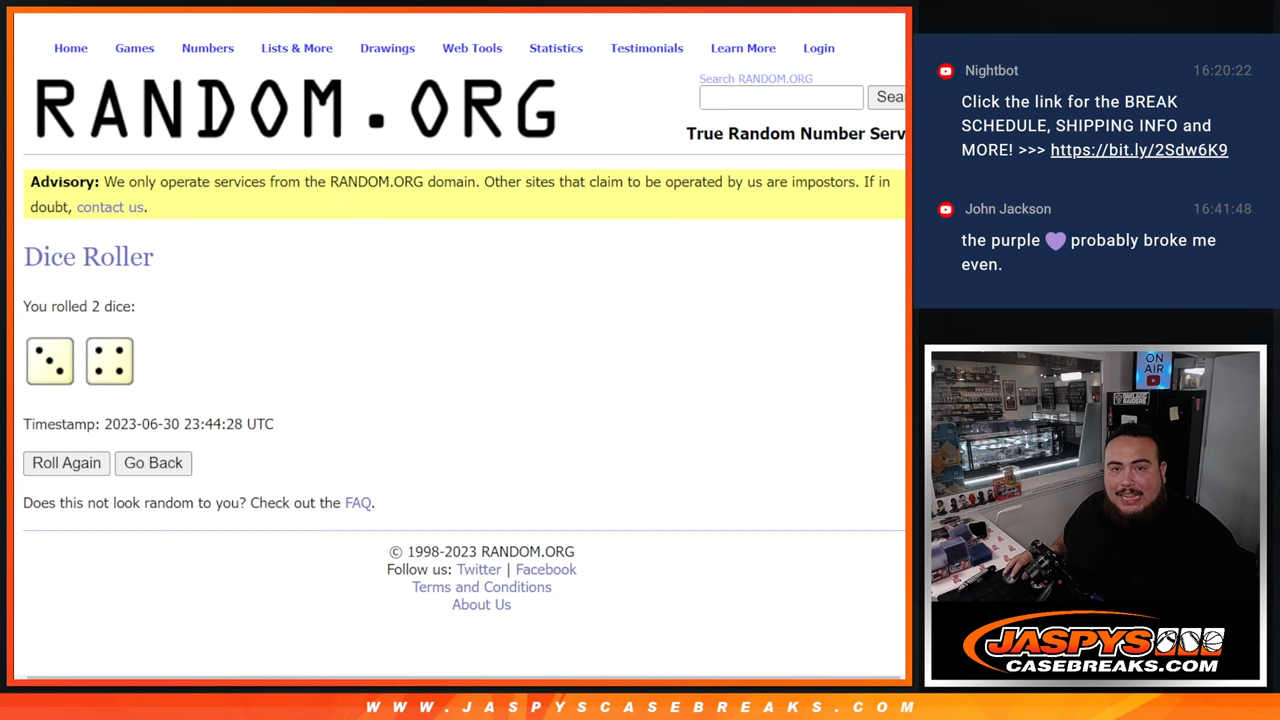 Home Games Numbers Lists & More Drawings Web Tools Statistics Testimonials Learn More Login
RANDOM.ORG
Search RANDOM.ORG
Sea
True Random Number Serv
Advisory: We only operate services from the RANDOM.ORG domain. Other sites that claim to be operated by us are impostors. If in
doubt, contact us.
Dice Roller
You rolled 2 dice:
Timestamp: 2023-06-30 23:44:28 UTC
Roll Again Go Back
Does this not look random to you? Check out the FAQ.
© 1998-2023 RANDOM.ORG
Follow us: Twitter | Facebook
Terms and Conditions
About Us
Nightbot 16:20:22
Click the link for the BREAK
SCHEDULE, SHIPPING INFO and
MORE! >>> https://bit.ly/2Sdw6K9
John Jackson 16:41:48
the purple 💜 probably broke me
even.
ON
AIR
JASPYS
CASEBREAKS.COM
WWW.JASPYSCASEBREAKS.COM